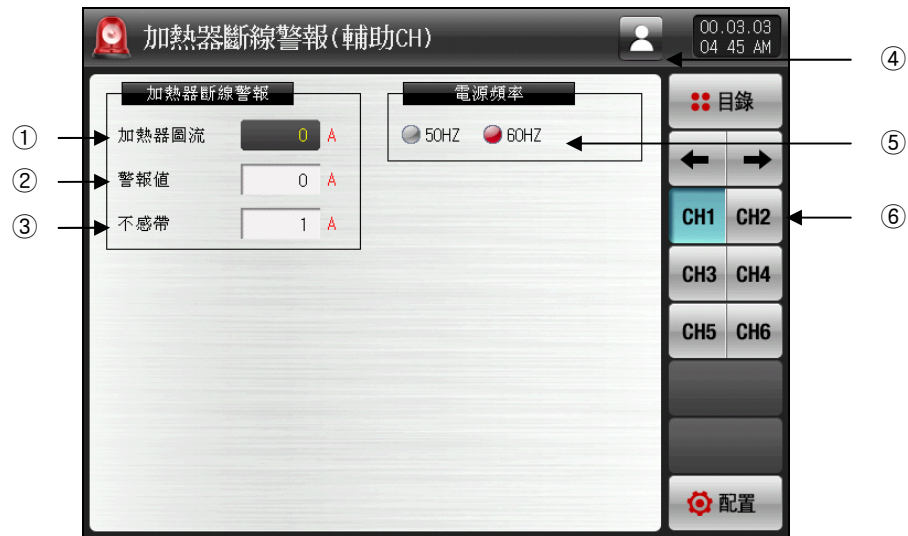 加熱器斷線警報(輔助CH)
00.03.03
04 45 AM
④
加熱器斷線警報
電源頻率
目錄
① 加熱器圖流 0 A
50HZ 60HZ
⑤
② 警報值 0 A
③ 不感帶 1 A
CH1 CH2
⑥
CH3 CH4
CH5 CH6
配置